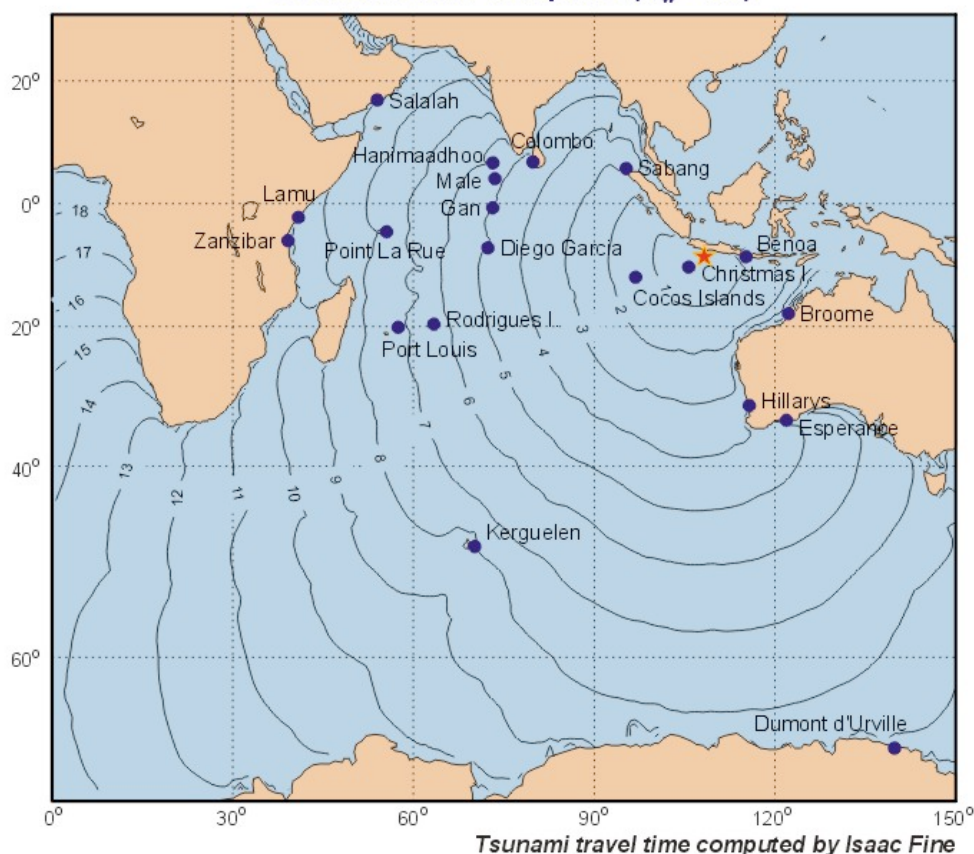 20°
Salalah
Colombo
Hanimaadhoo
Sabang
Male
Lamu
0°
Gan
18
Zanzibar
Point La Rue
Diego Garcia
Benoa
17
Christmas I.
1
Cocos Islands
2
16
Rodrigues I.
Broome
20°
3
Port Louis
15
4
5
14
6
Hillarys
7
Esperance
8
40°
13
12
11
10
9
Kerguelen
60°
Dumont d'Urville
0°
30°
60°
90°
120°
150°
Tsunami travel time computed by Isaac Fine